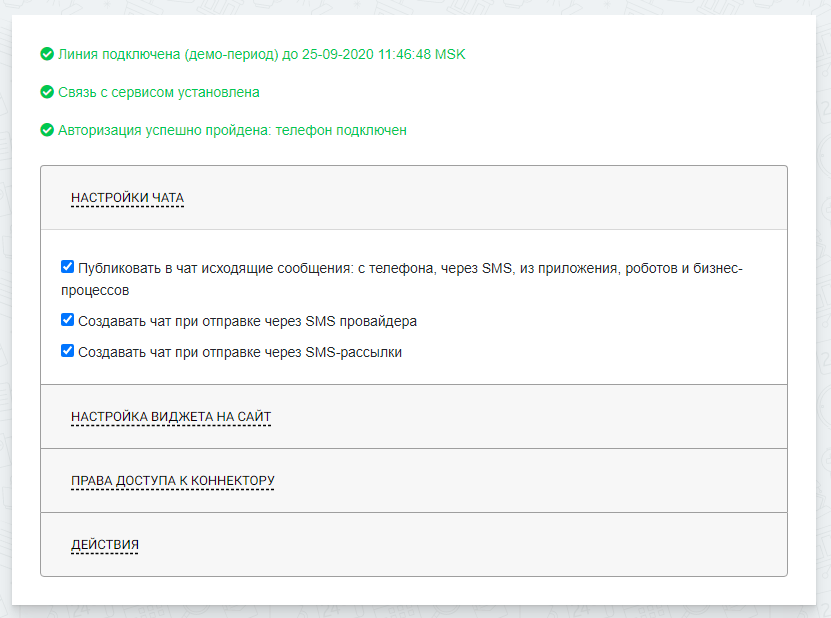 Линия подключена (демо-период) до 25-09-2020 11:46:48 MSK
Связь с сервисом установлена
Авторизация успешно пройдена: телефон подключен
НАСТРОЙКИ ЧАТА
Публиковать в чат исходящие сообщения: с телефона, через SMS, из приложения, роботов и бизнес-
процессов
Создавать чат при отправке через SMS провайдера
Создавать чат при отправке через SMS-рассылки
НАСТРОЙКА ВИДЖЕТА НА САЙТ
ПРАВА ДОСТУПА К КОННЕКТОРУ
ДЕЙСТВИЯ